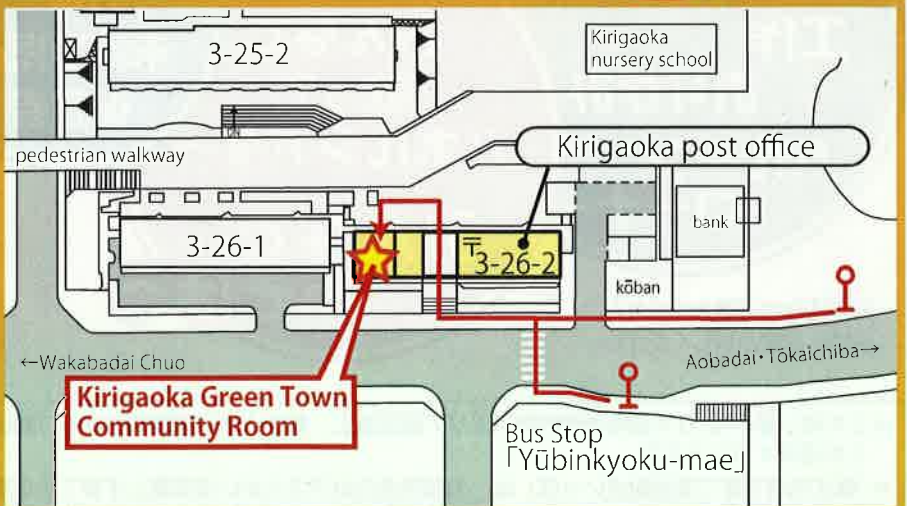 3-25-2
Kirigaoka
nursery school
DN
pedestrian walkway
Kirigaoka post office
bank
3-26-1
〒
3-26-2
kōban
←Wakabadai Chuo
Aobadai・Tōkaichiba→
Kirigaoka Green Town
Community Room
Bus Stop
「Yūbinkyoku-mae」